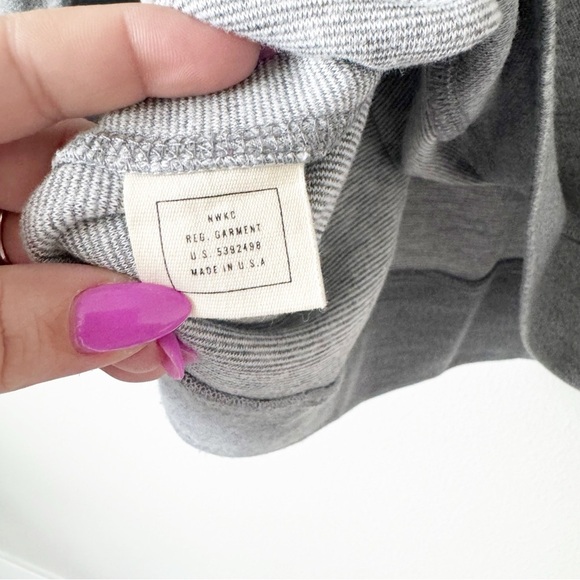 NWKC
REG. GARMENT
U.S. 5392498
MADE IN U.S.A